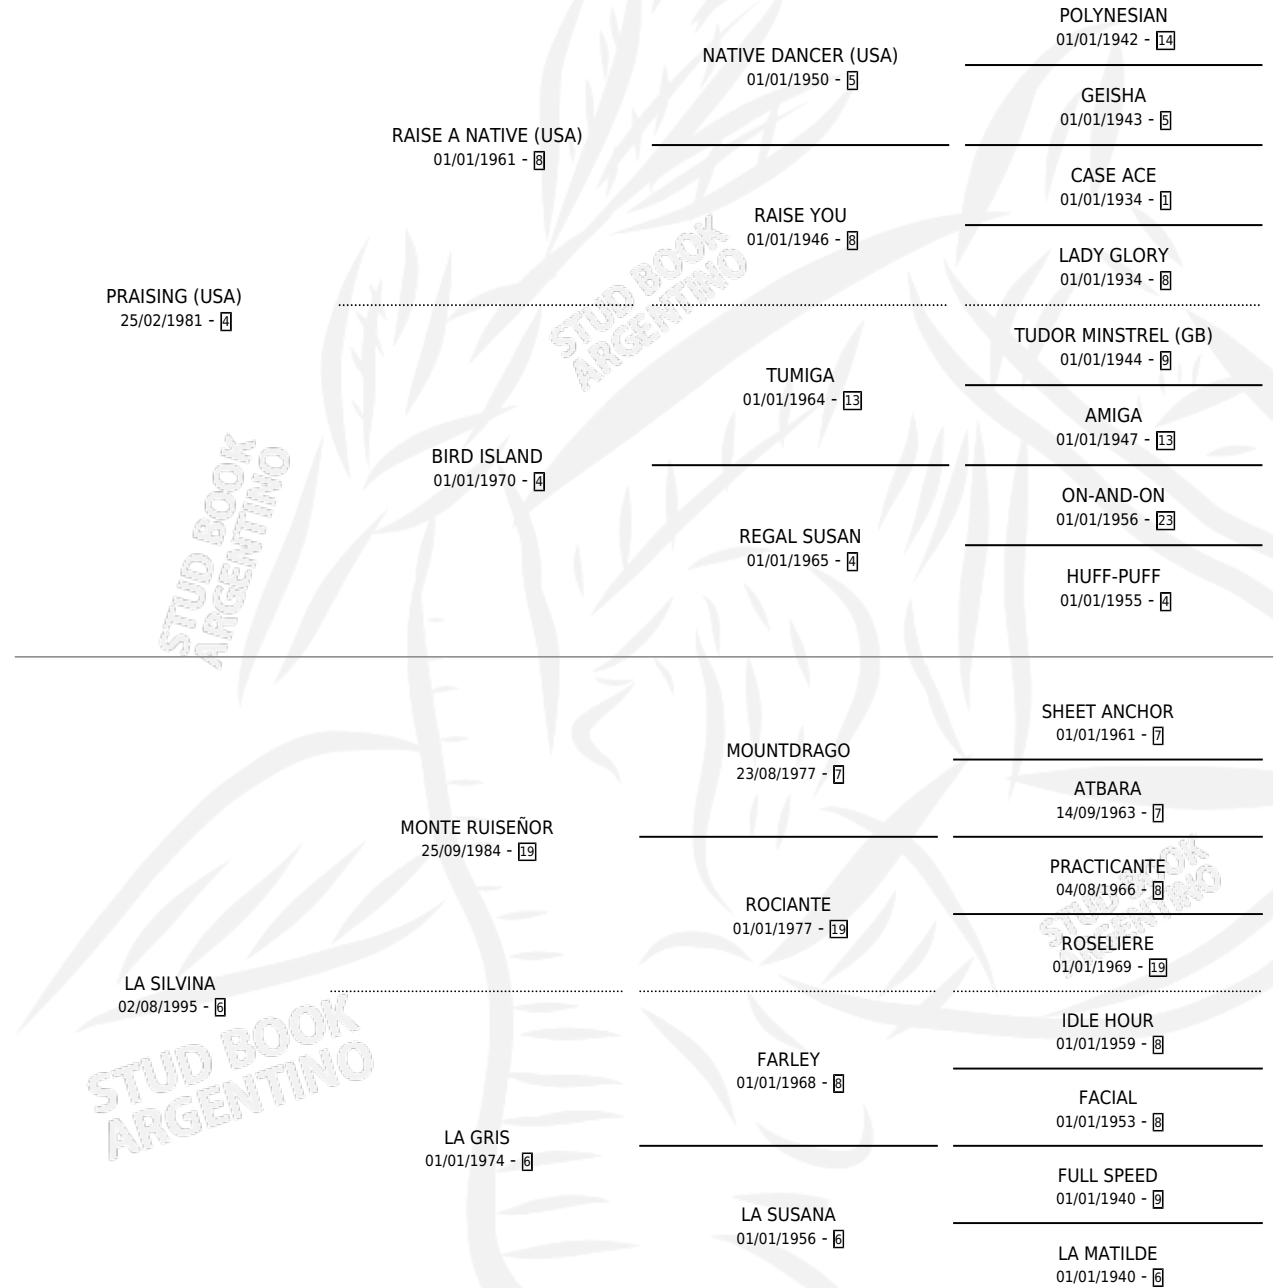 POLYNESIAN
01/01/1942 - 14
NATIVE DANCER (USA)
01/01/1950 - 5
GEISHA
01/01/1943 - 5
RAISE A NATIVE (USA)
01/01/1961 - 8
CASE ACE
01/01/1934 - 1
RAISE YOU
01/01/1946 - 8
LADY GLORY
01/01/1934 - 8
PRAISING (USA)
25/02/1981 - 4
STUD BOOK
ARGENTINO
TUDOR MINSTREL (GB)
01/01/1944 - 9
TUMIGA
01/01/1964 - 13
AMIGA
01/01/1947 - 13
BIRD ISLAND
01/01/1970 - 4
ON-AND-ON
01/01/1956 - 23
REGAL SUSAN
01/01/1965 - 4
HUFF-PUFF
01/01/1955 - 4
STUD BOOK
ARGENTINO
SHEET ANCHOR
01/01/1961 - 7
MOUNTDRAGO
23/08/1977 - 7
ATBARA
14/09/1963 - 7
MONTE RUISEÑOR
25/09/1984 - 19
PRACTICANTE
04/08/1966 - 8
ROCIANTE
01/01/1977 - 19
STUD BOOK
ARGENTINO
ROSELIERE
01/01/1969 - 19
LA SILVINA
02/08/1995 - 6
IDLE HOUR
01/01/1959 - 8
STUD BOOK
ARGENTINO
FARLEY
01/01/1968 - 8
FACIAL
01/01/1953 - 8
LA GRIS
01/01/1974 - 6
FULL SPEED
01/01/1940 - 9
LA SUSANA
01/01/1956 - 6
LA MATILDE
01/01/1940 - 6